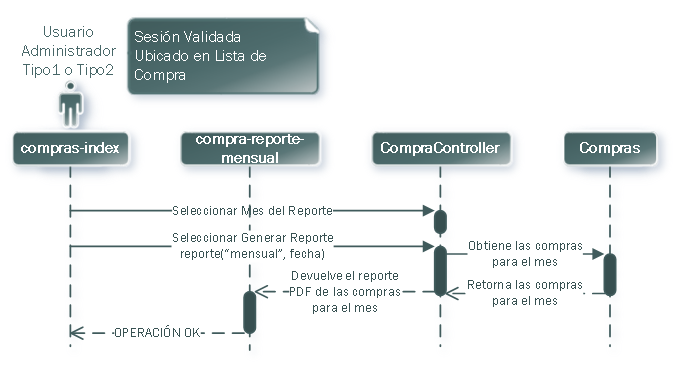 Usuario
Administrador
Tipo1 o Tipo2
Sesión Validada
Ubicado en Lista de
Compra
compras-index
compra-reporte-
mensual
CompraController
Compras
Seleccionar Mes del Reporte
Seleccionar Generar Reporte
reporte("mensual", fecha)
Obtiene las compras
para el mes
Devuelve el reporte
PDF de las compras
para el mes
Retorna las compras
para el mes
OPERACIÓN OK